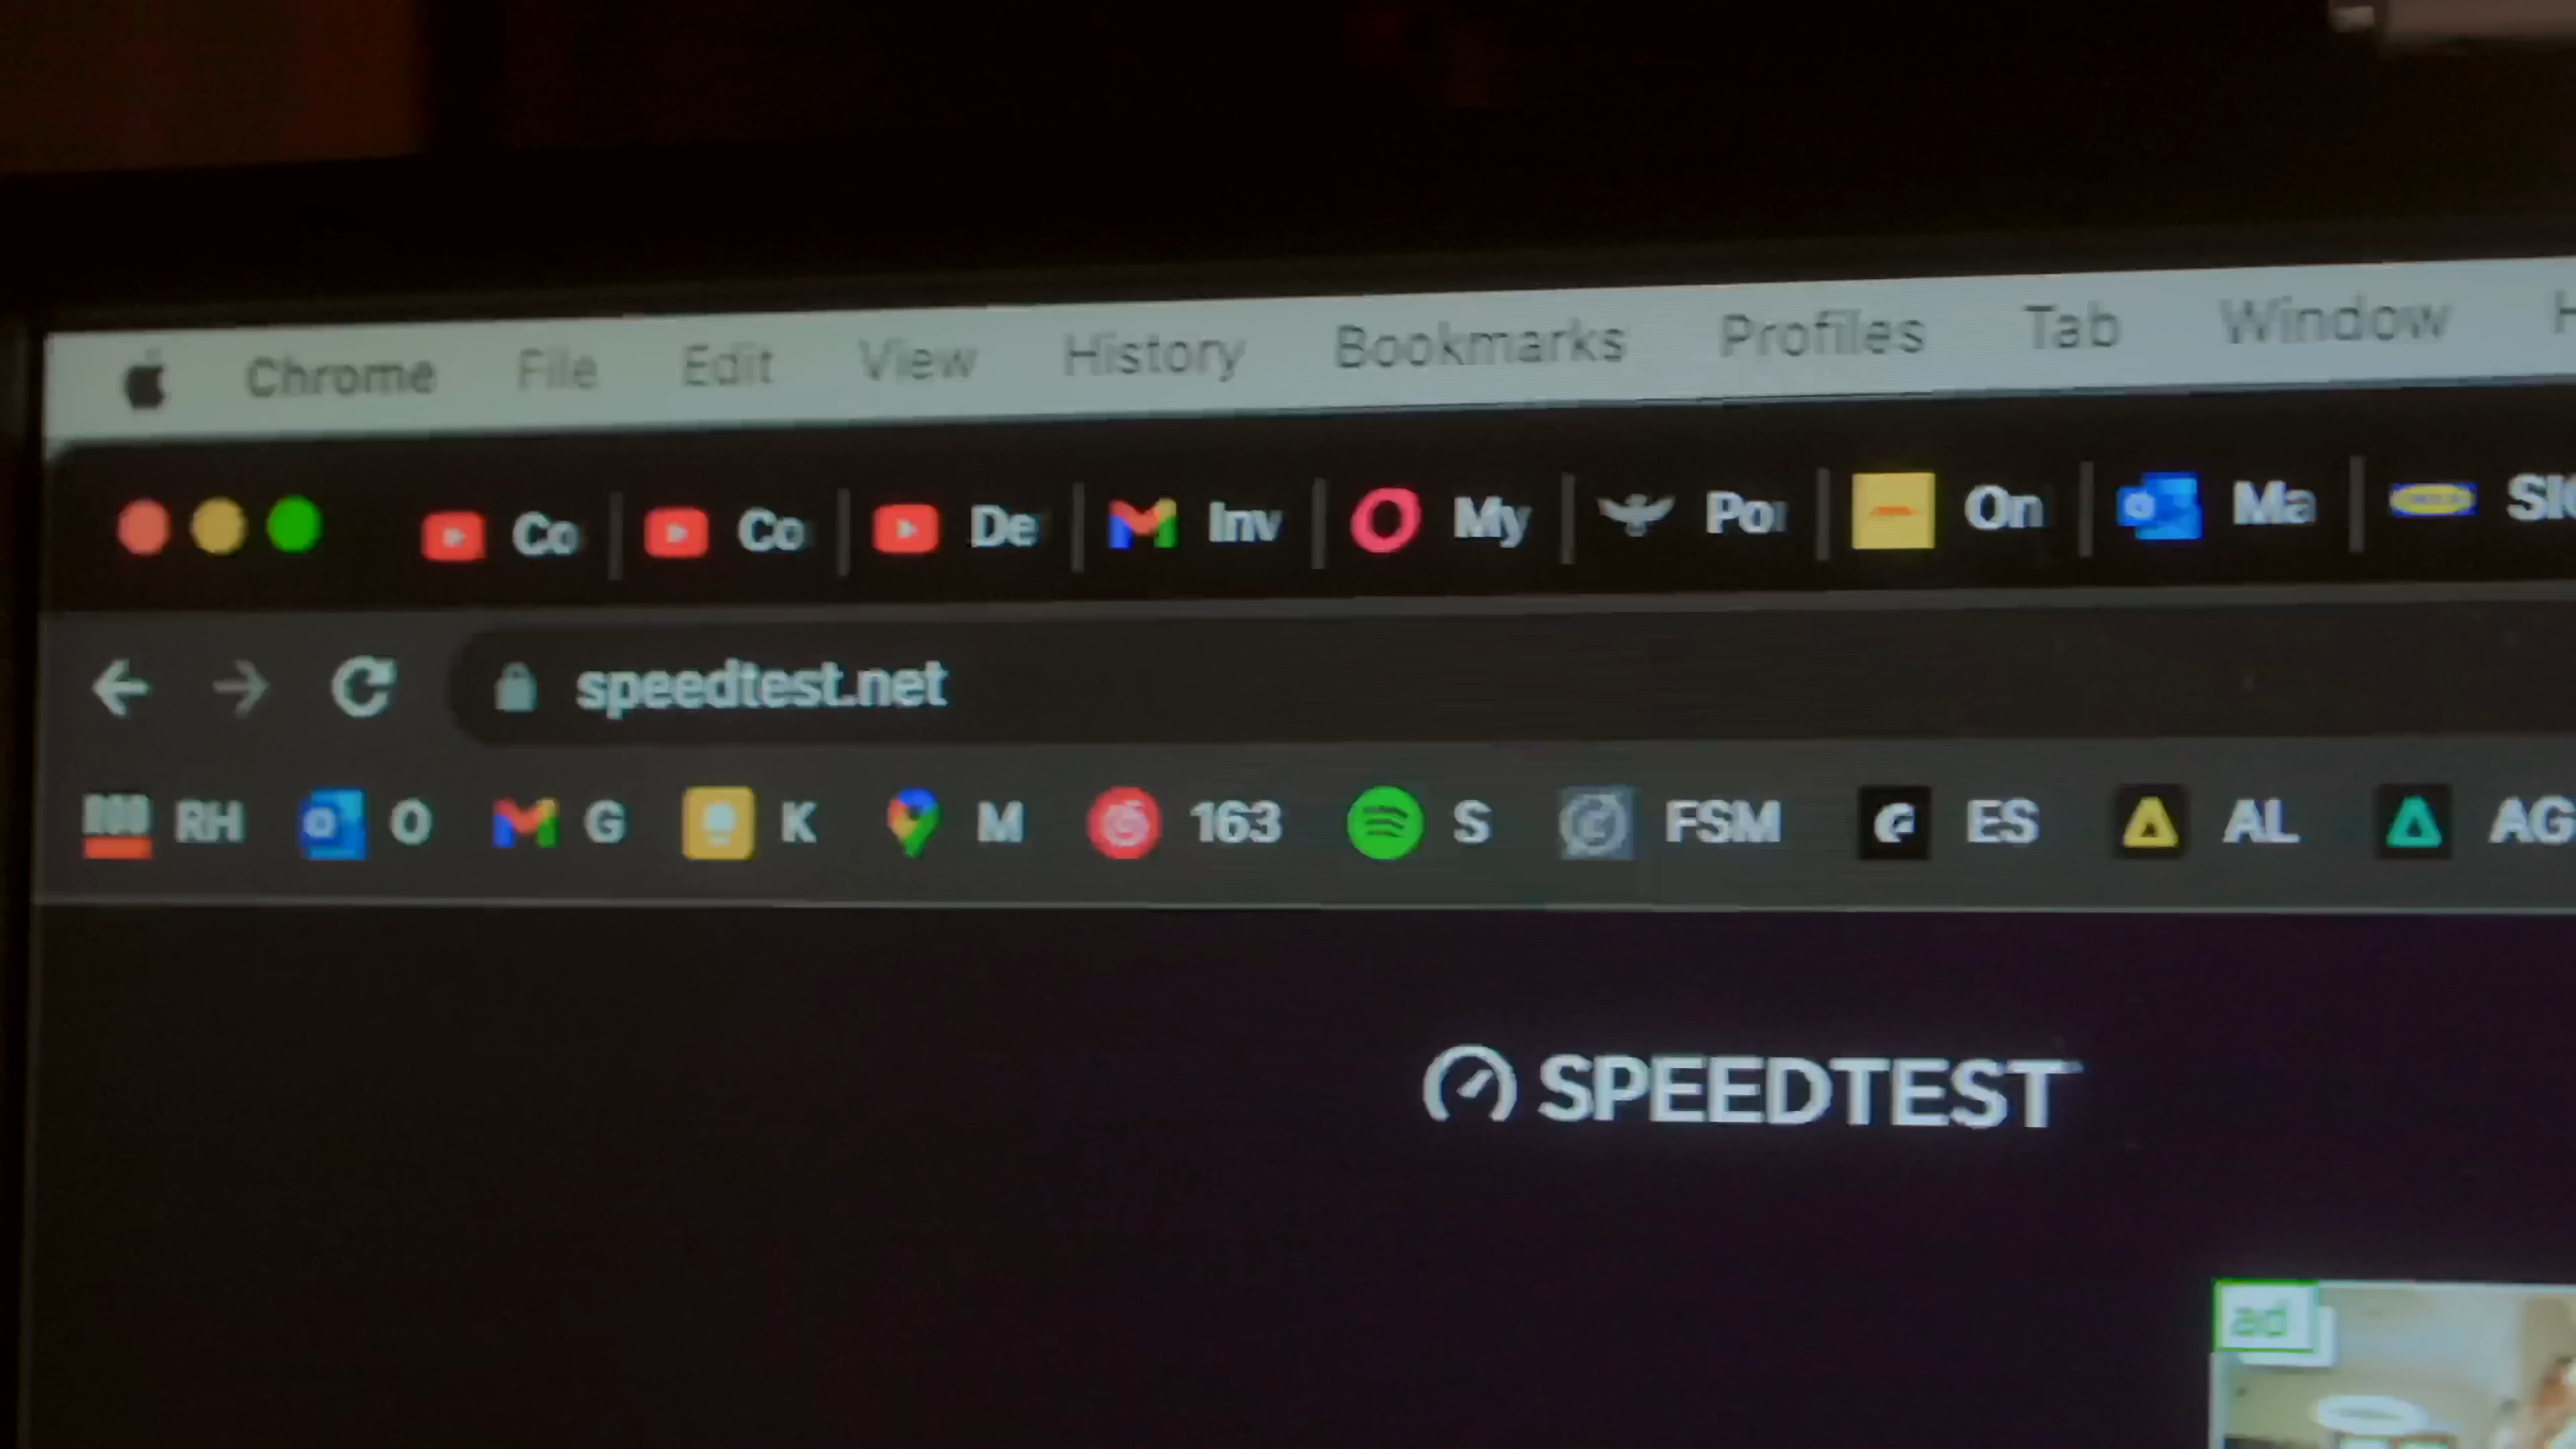 Chrome File Edit View History Bookmarks Profiles Tab Window H
Co Co De Inv My Por On Ma
speedtest.net
RH O G K M 163 S FSM ES AL AG
SPEEDTEST
ad